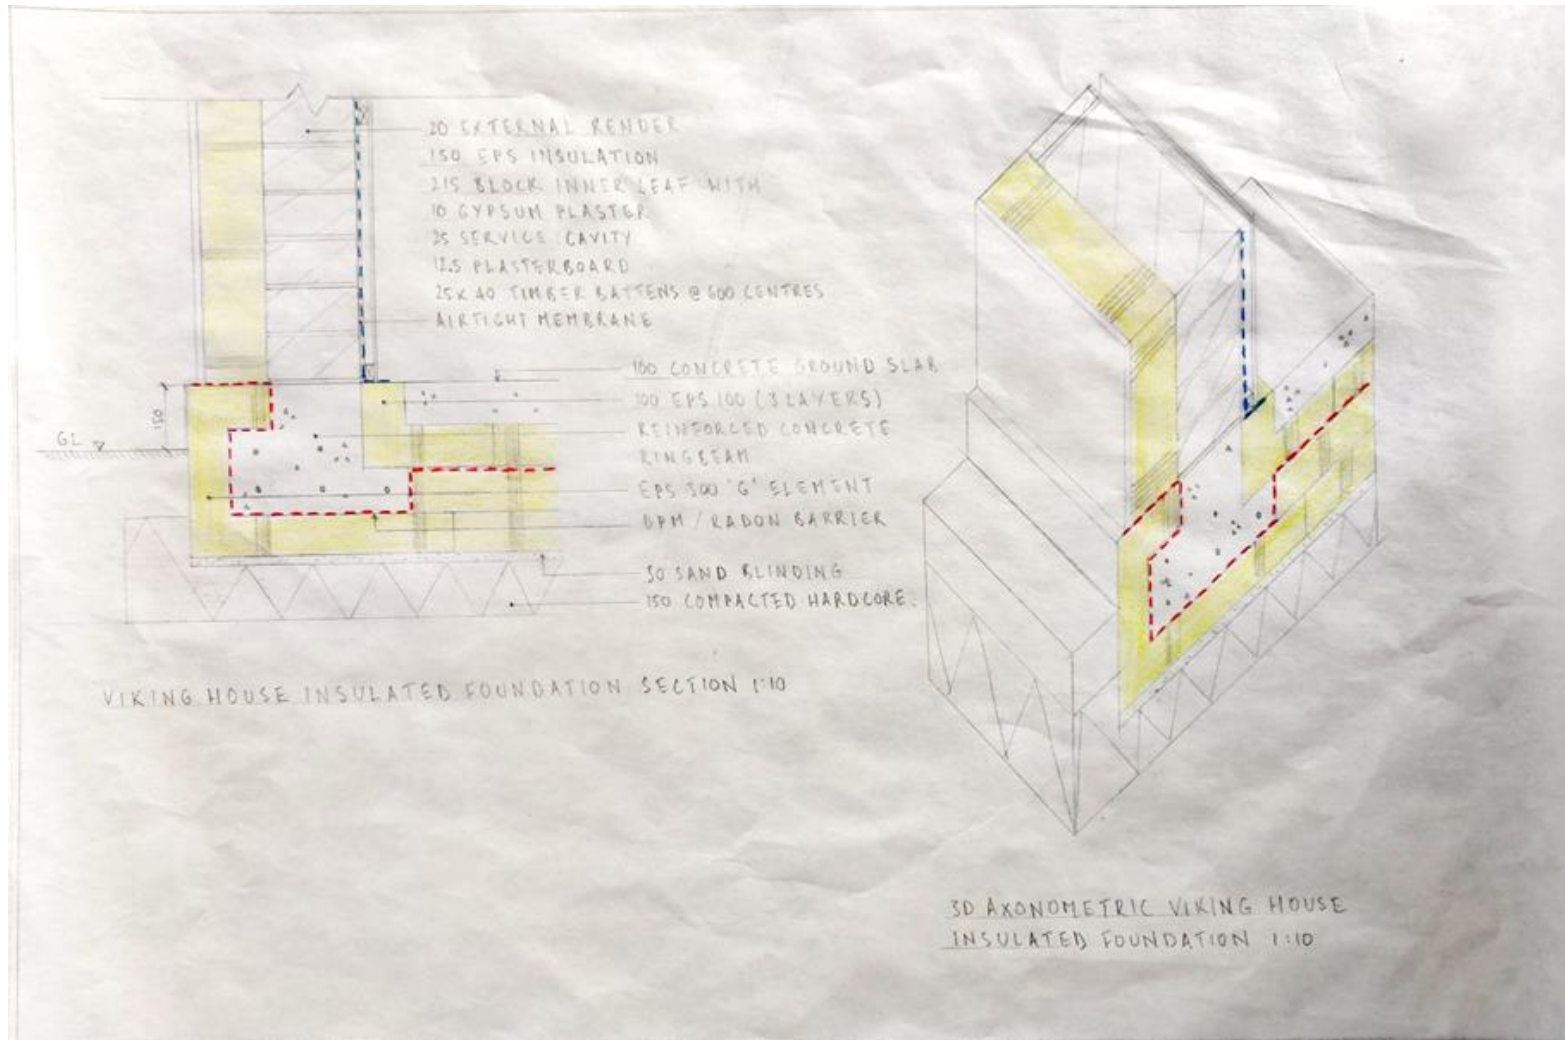 20 EXTERNAL RENDER
150 EPS INSULATION
215 BLOCK INNER LEAF WITH
10 GYPSUM PLASTER
25 SERVICE CAVITY
12.5 PLASTERBOARD
25x40 TIMBER BATTENS @ 600 CENTRES
AIRTIGHT MEMBRANE
100 CONCRETE GROUND SLAB
100 EPS 100 (3 LAYERS)
REINFORCED CONCRETE
RINGBEAM
EPS 300 'G' ELEMENT
DPM / RADON BARRIER
50 SAND BLINDING
150 COMPACTED HARDCORE.
150
GL
VIKING HOUSE INSULATED FOUNDATION SECTION 1:10
3D AXONOMETRIC VIKING HOUSE
INSULATED FOUNDATION 1:10